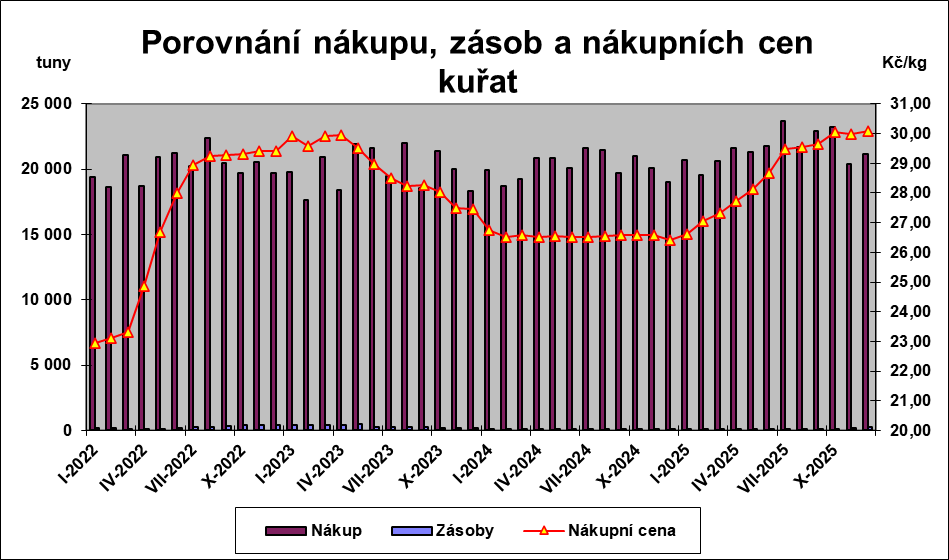 Porovnání nákupu, zásob a nákupních cen
kuřat
tuny
Kč/kg
25 000
20 000
15 000
10 000
5 000
0
31,00
30,00
29,00
28,00
27,00
26,00
25,00
24,00
23,00
22,00
21,00
20,00
I-2022
IV-2022
VII-2022
X-2022
I-2023
IV-2023
VII-2023
X-2023
I-2024
IV-2024
VII-2024
X-2024
I-2025
IV-2025
VII-2025
X-2025
Nákup Zásoby Nákupní cena